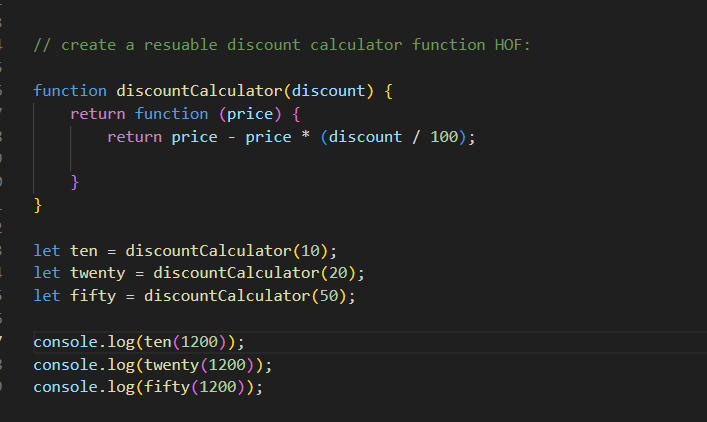 // create a resuable discount calculator function HOF:
function discountCalculator(discount) {
    return function (price) {
        return price - price * (discount / 100);
    }
}
let ten = discountCalculator(10);
let twenty = discountCalculator(20);
let fifty = discountCalculator(50);
console.log(ten(1200));
console.log(twenty(1200));
console.log(fifty(1200));